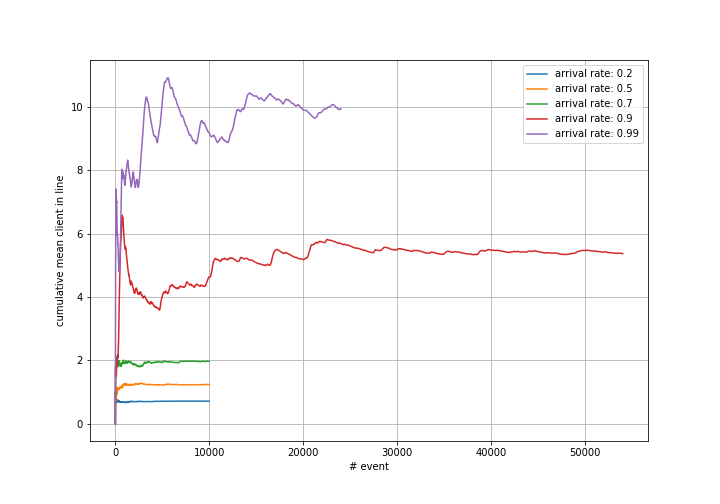 arrival rate: 0.2
arrival rate: 0.5
arrival rate: 0.7
arrival rate: 0.9
arrival rate: 0.99
10
8
6
4
2
0
cumulative mean client in line
0 10000 20000 30000 40000 50000
# event